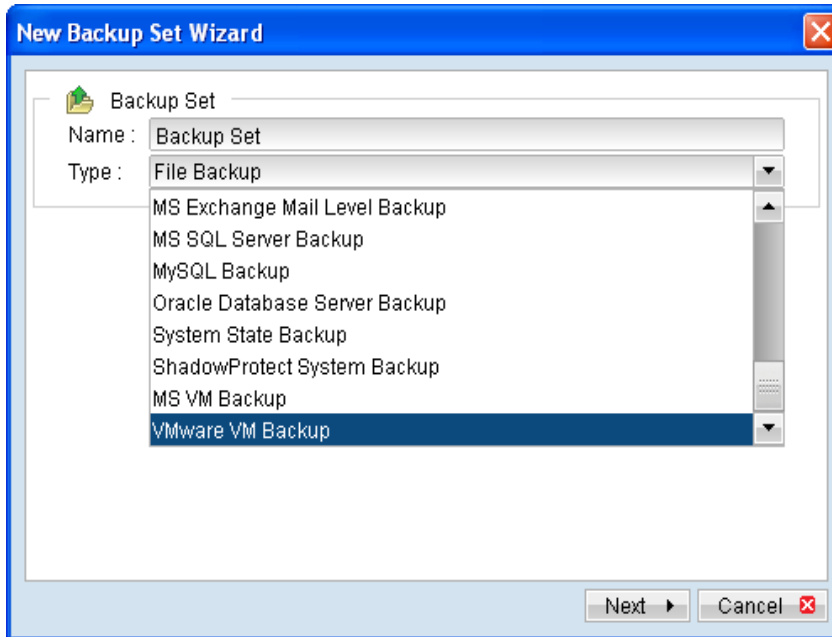 New Backup Set Wizard
Backup Set
Name : Backup Set
Type : File Backup
MS Exchange Mail Level Backup
MS SQL Server Backup
MySQL Backup
Oracle Database Server Backup
System State Backup
ShadowProtect System Backup
MS VM Backup
VMware VM Backup
Next Cancel